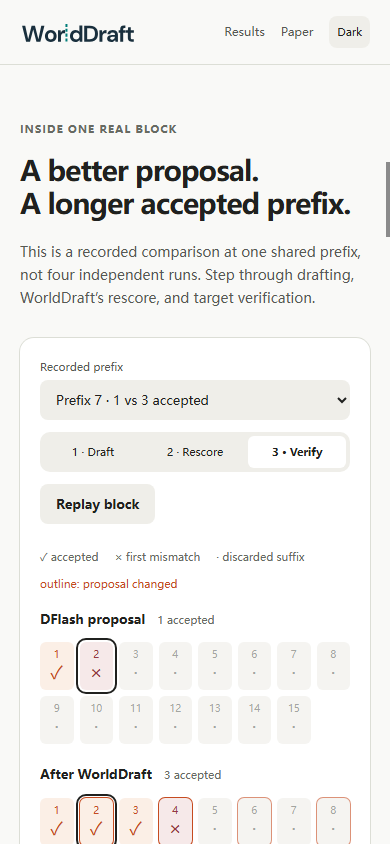 WorldDraft Results Paper Dark
INSIDE ONE REAL BLOCK
A better proposal.
A longer accepted prefix.
This is a recorded comparison at one shared prefix,
not four independent runs. Step through drafting,
WorldDraft's rescore, and target verification.
Recorded prefix
Prefix 7 · 1 vs 3 accepted
1 · Draft 2 · Rescore 3 • Verify
Replay block
✓ accepted × first mismatch · discarded suffix
outline: proposal changed
DFlash proposal 1 accepted
1 2 3 4 5 6 7 8
✓ × · · · · · ·
9 10 11 12 13 14 15
· · · · · · ·
After WorldDraft 3 accepted
1 2 3 4 5 6 7 8
✓ ✓ ✓ × · · · ·